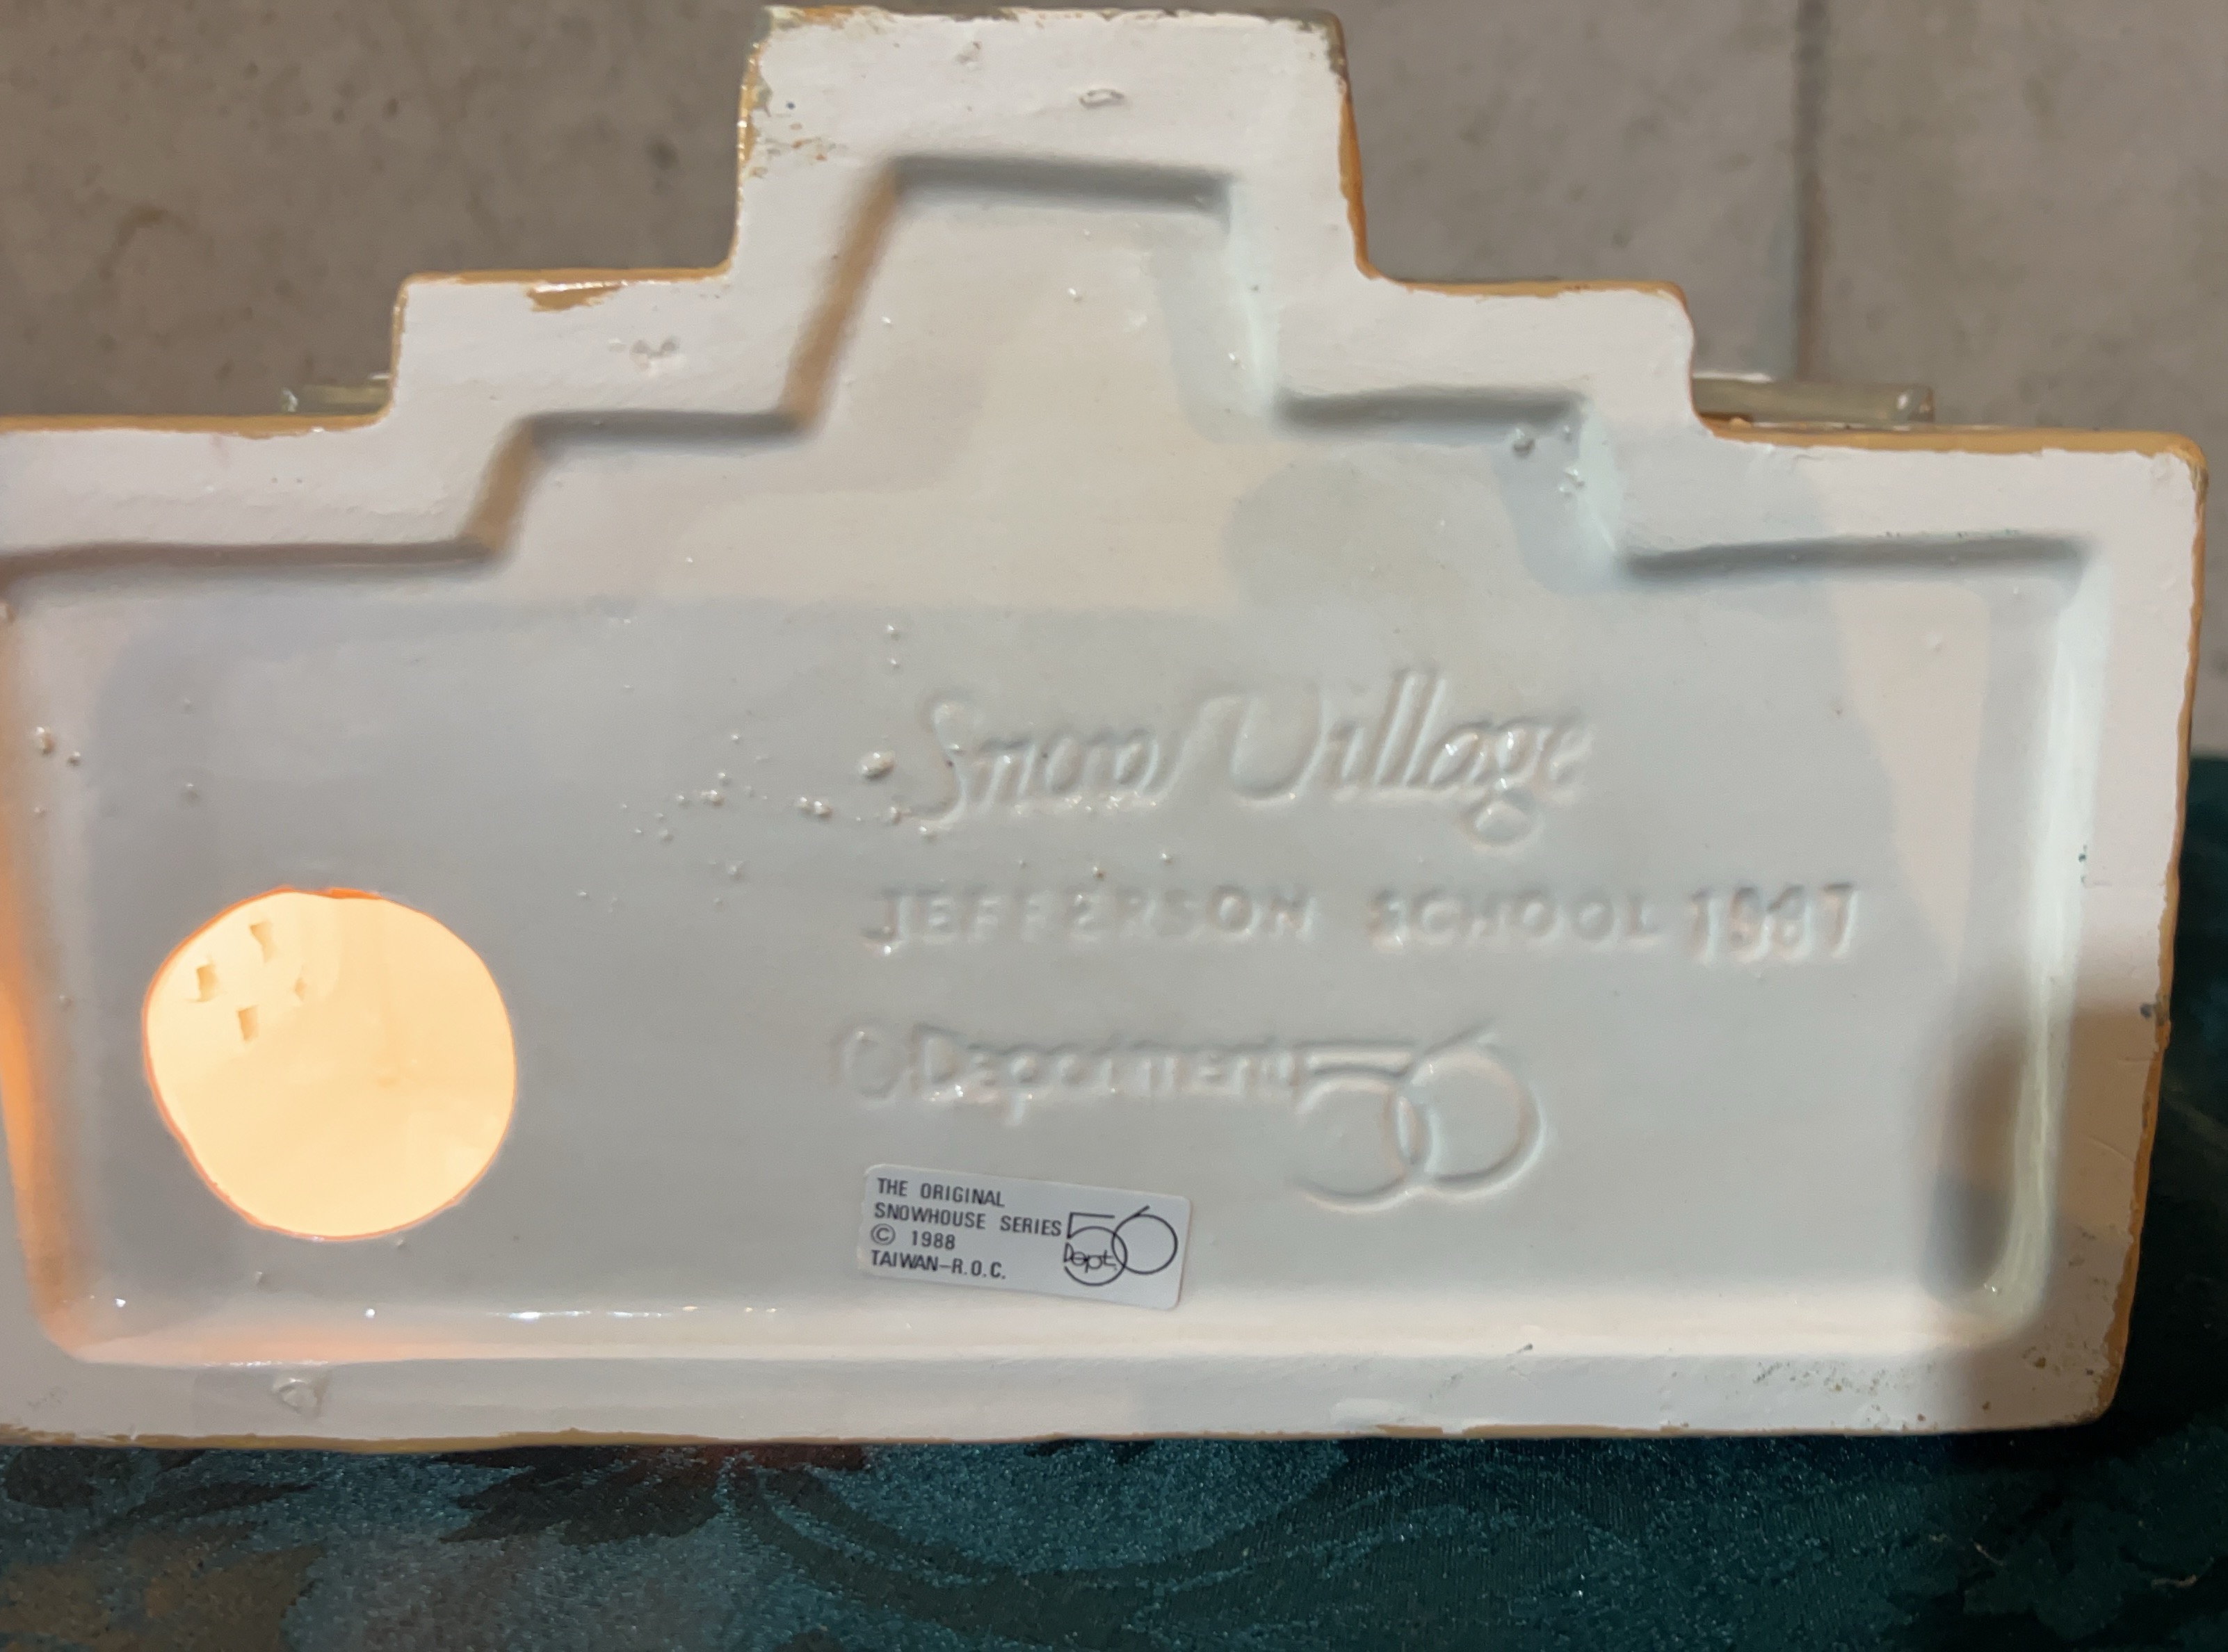 Snow Village
JEFFERSON SCHOOL 1987
© Department 56
THE ORIGINAL
SNOWHOUSE SERIES
© 1988
TAIWAN-R.O.C.
56
Dept.